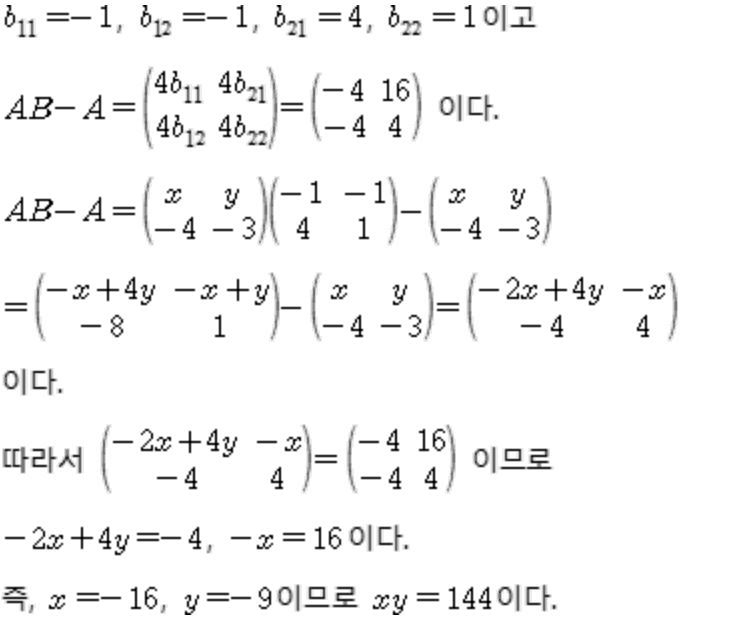 b₁₁ = −1, b₁₂ = −1, b₂₁ = 4, b₂₂ = 1 이고
AB − A = (4b₁₁ 4b₂₁ / 4b₁₂ 4b₂₂) = (−4 16 / −4 4) 이다.
AB − A = (x y / −4 −3)(−1 −1 / 4 1) − (x y / −4 −3)
= (−x+4y −x+y / −8 1) − (x y / −4 −3) = (−2x+4y −x / −4 4)
이다.
따라서 (−2x+4y −x / −4 4) = (−4 16 / −4 4) 이므로
−2x+4y = −4, −x = 16 이다.
즉, x = −16, y = −9 이므로 xy = 144 이다.